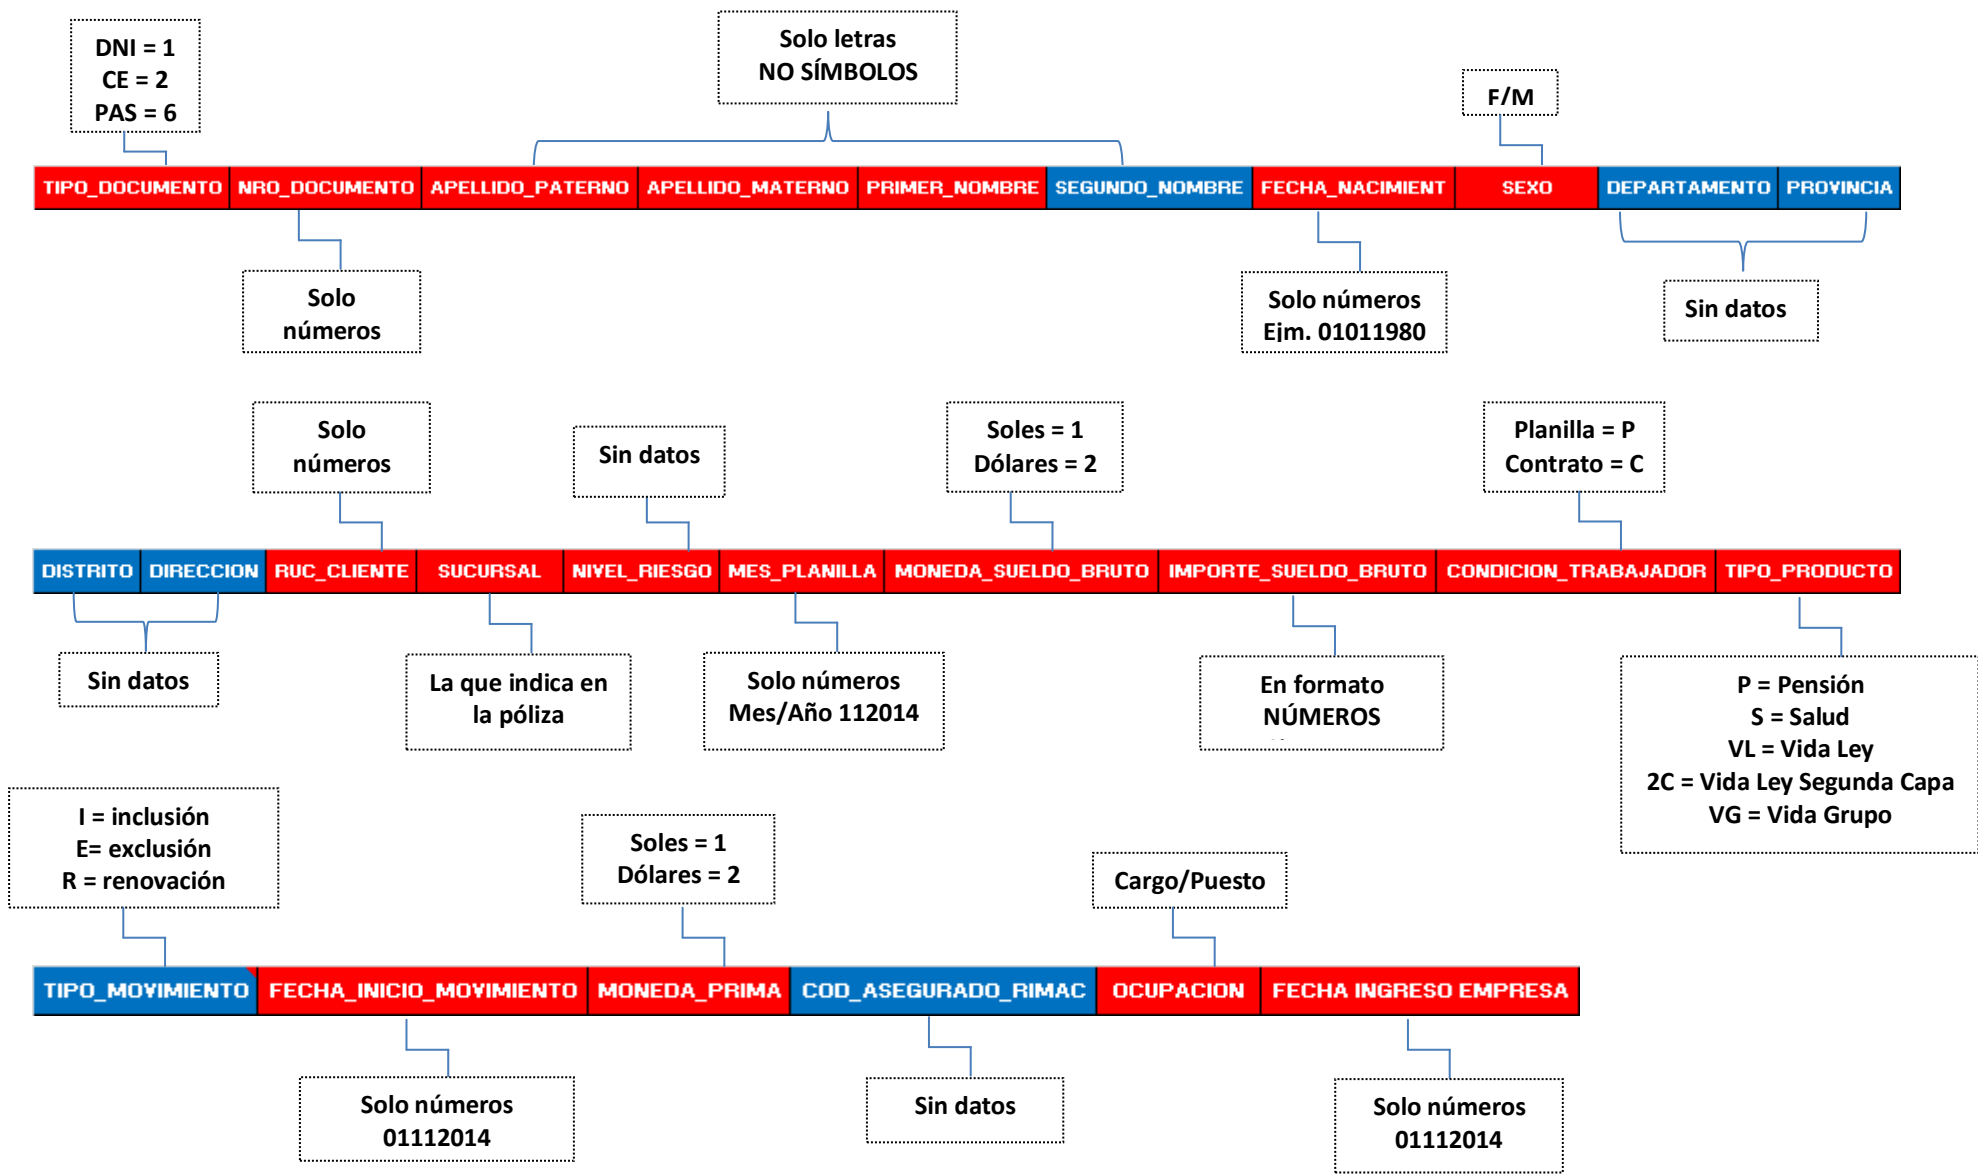 DNI = 1
CE = 2
PAS = 6
Solo letras
NO SÍMBOLOS
F/M
TIPO_DOCUMENTO NRO_DOCUMENTO APELLIDO_PATERNO APELLIDO_MATERNO PRIMER_NOMBRE SEGUNDO_NOMBRE FECHA_NACIMIENT SEXO DEPARTAMENTO PROVINCIA
Solo
números
Solo números
Ejm. 01011980
Sin datos
Solo
números
Sin datos
Soles = 1
Dólares = 2
Planilla = P
Contrato = C
DISTRITO DIRECCION RUC_CLIENTE SUCURSAL NIVEL_RIESGO MES_PLANILLA MONEDA_SUELDO_BRUTO IMPORTE_SUELDO_BRUTO CONDICION_TRABAJADOR TIPO_PRODUCTO
Sin datos
La que indica en
la póliza
Solo números
Mes/Año 112014
En formato
NÚMEROS
P = Pensión
S = Salud
VL = Vida Ley
2C = Vida Ley Segunda Capa
VG = Vida Grupo
I = inclusión
E= exclusión
R = renovación
Soles = 1
Dólares = 2
Cargo/Puesto
TIPO_MOVIMIENTO FECHA_INICIO_MOVIMIENTO MONEDA_PRIMA COD_ASEGURADO_RIMAC OCUPACION FECHA INGRESO EMPRESA
Solo números
01112014
Sin datos
Solo números
01112014